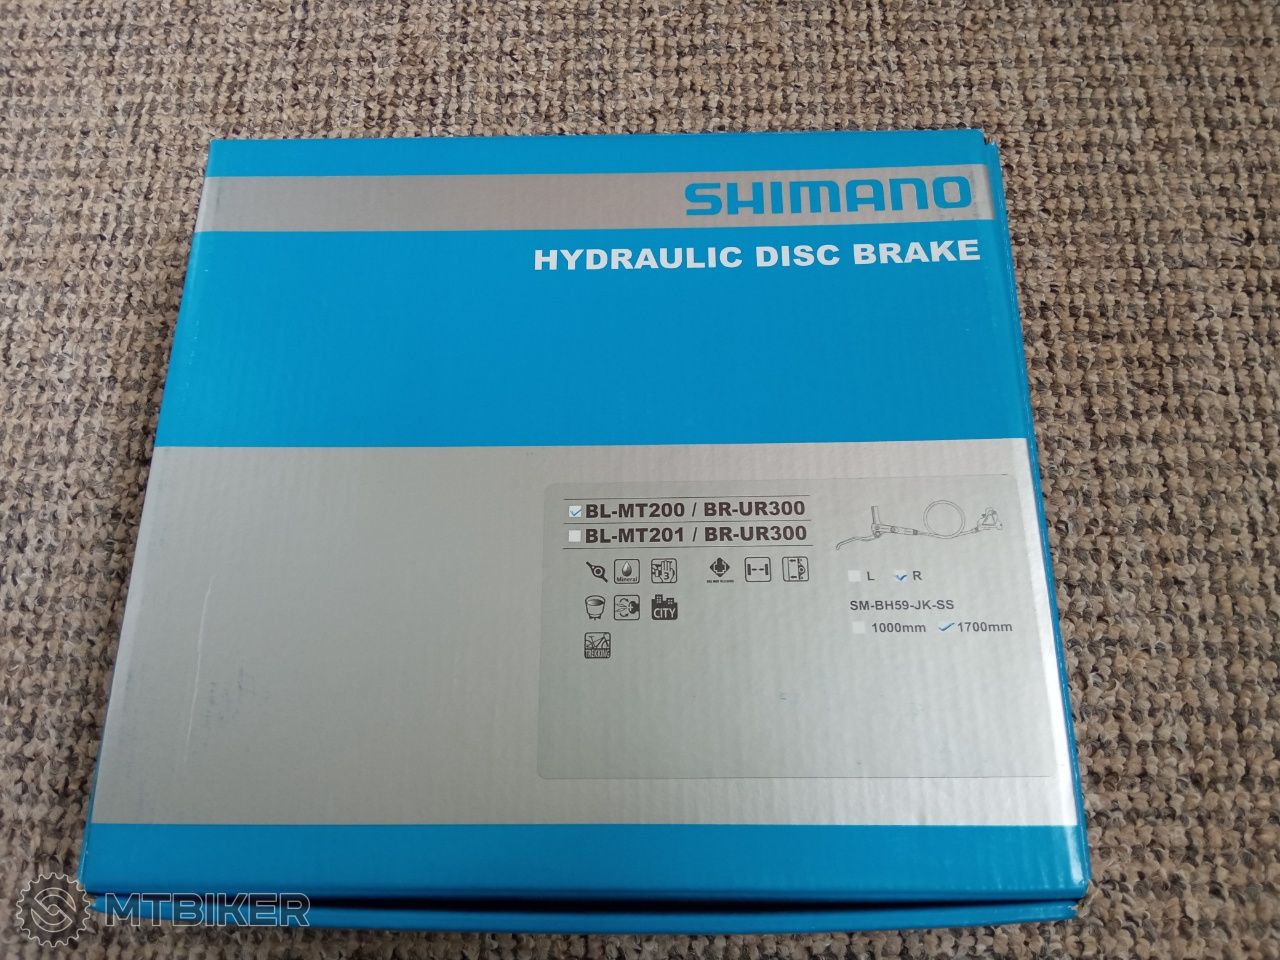 SHIMANO
HYDRAULIC DISC BRAKE
BL-MT200 / BR-UR300
BL-MT201 / BR-UR300
Mineral
3
CITY
TREKKING
L R
SM-BH59-JK-SS
1000mm 1700mm
MTBIKER